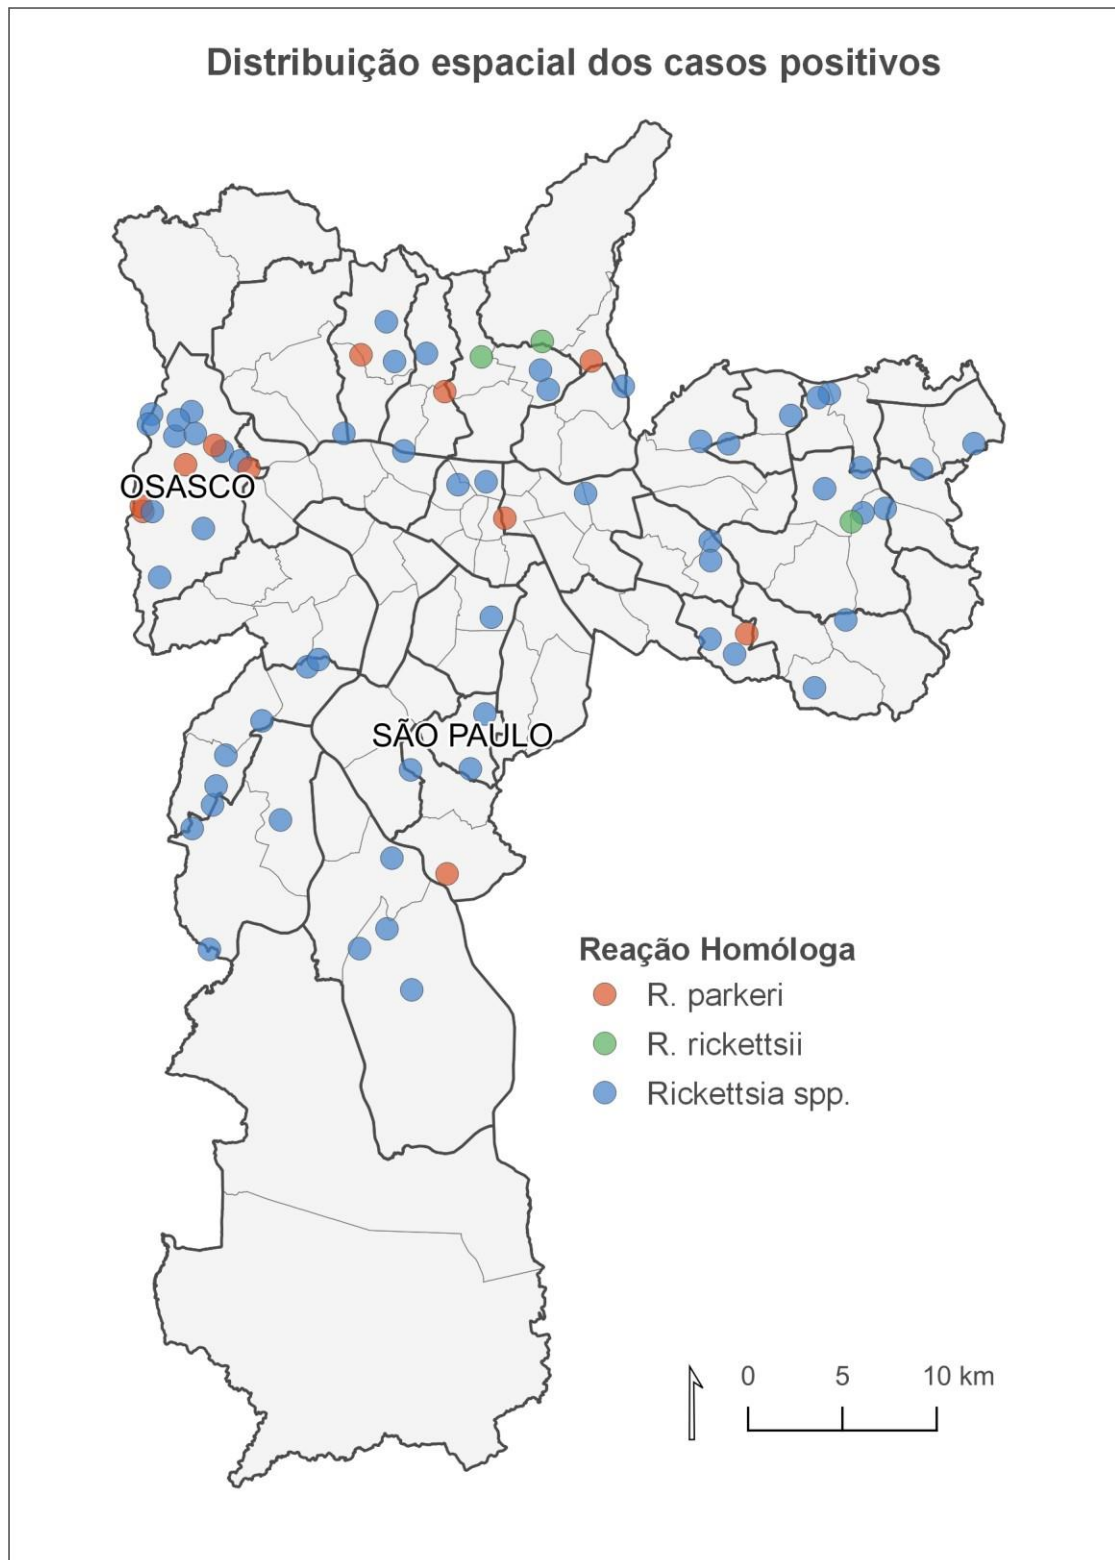 Distribuição espacial dos casos positivos
OSASCO
SÃO PAULO
Reação Homóloga
R. parkeri
R. rickettsii
Rickettsia spp.
0 5 10 km